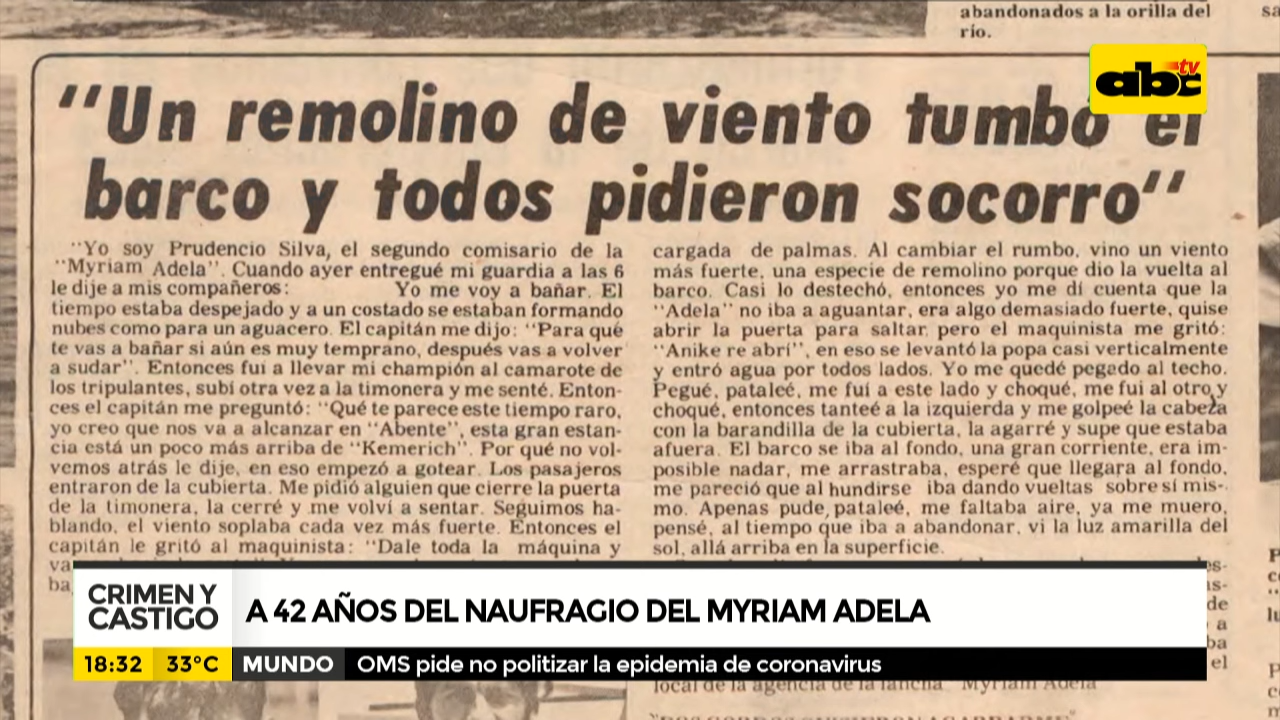 abandonados a la orilla del
río.
sa
abc tv
"Un remolino de viento tumbó el
barco y todos pidieron socorro"
"Yo soy Prudencio Silva, el segundo comisario de la
"Myriam Adela". Cuando ayer entregué mi guardia a las 6
le dije a mis compañeros: Yo me voy a bañar. El
tiempo estaba despejado y a un costado se estaban formando
nubes como para un aguacero. El capitán me dijo: "Para qué
te vas a bañar si aún es muy temprano, después vas a volver
a sudar". Entonces fui a llevar mi champión al camarote de
los tripulantes, subí otra vez a la timonera y me senté. Enton-
ces el capitán me preguntó: "Qué te parece este tiempo raro,
yo creo que nos va a alcanzar en "Abente", esta gran estan-
cia está un poco más arriba de "Kemerich". Por qué no vol-
vemos atrás le dije, en eso empezó a gotear. Los pasajeros
entraron de la cubierta. Me pidió alguien que cierre la puerta
de la timonera, la cerré y me volví a sentar. Seguimos ha-
blando, el viento soplaba cada vez más fuerte. Entonces el
capitán le gritó al maquinista: "Dale toda la máquina y
va
ba
cargada de palmas. Al cambiar el rumbo, vino un viento
más fuerte, una especie de remolino porque dio la vuelta al
barco. Casi lo destechó, entonces yo me dí cuenta que la
"Adela" no iba a aguantar, era algo demasiado fuerte, quise
abrir la puerta para saltar, pero el maquinista me gritó:
"Anike re abrí", en eso se levantó la popa casi verticalmente
y entró agua por todos lados. Yo me quedé pegado al techo.
Pegué, pataleé, me fuí a este lado y choqué, me fui al otro y
choqué, entonces tanteé a la izquierda y me golpeé la cabeza
con la barandilla de la cubierta, la agarré y supe que estaba
afuera. El barco se iba al fondo, una gran corriente, era im-
posible nadar, me arrastraba, esperé que llegara al fondo,
me pareció que al hundirse iba dando vueltas sobre sí mis-
mo. Apenas pude pataleé, me faltaba aire, ya me muero,
pensé, al tiempo que iba a abandonar, vi la luz amarilla del
sol, allá arriba en la superficie.
es-
as-
de
a
ba
el
local de la agencia de la lancha "Myriam Adela"
CRIMEN Y
CASTIGO
A 42 AÑOS DEL NAUFRAGIO DEL MYRIAM ADELA
18:32 33°C MUNDO OMS pide no politizar la epidemia de coronavirus